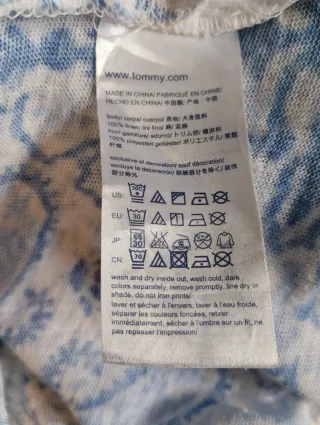 www.tommy.com
MADE IN CHINA/ FABRIQUÉ EN CHINE/
HECHO EN CHINA/ 中国製/ 产地：中国
body/ corps/ cuerpo/ 表地/ 大身面料
100% linen/ lin/ lino/ 麻/ 亚麻
trim/ garniture/ adorno/ トリム部/ 镶拼料
100% polyester/ poliéster/ ポリエステル/ 聚酯
纤维
exclusive of decoration/ sauf décoration/
excluye la decoración/ 装飾部分を除く/ 装
饰部分除外
US:
EU:
JP:
CN:
30
wash and dry inside out, wash cold, dark
colors separately, remove promptly, line dry in
shade, do not iron prints/
laver et sécher à l'envers, laver à l'eau froide,
séparer les couleurs foncées, retirer
immédiatement, sécher à l'ombre sur un fil, ne
pas repasser l'impression/